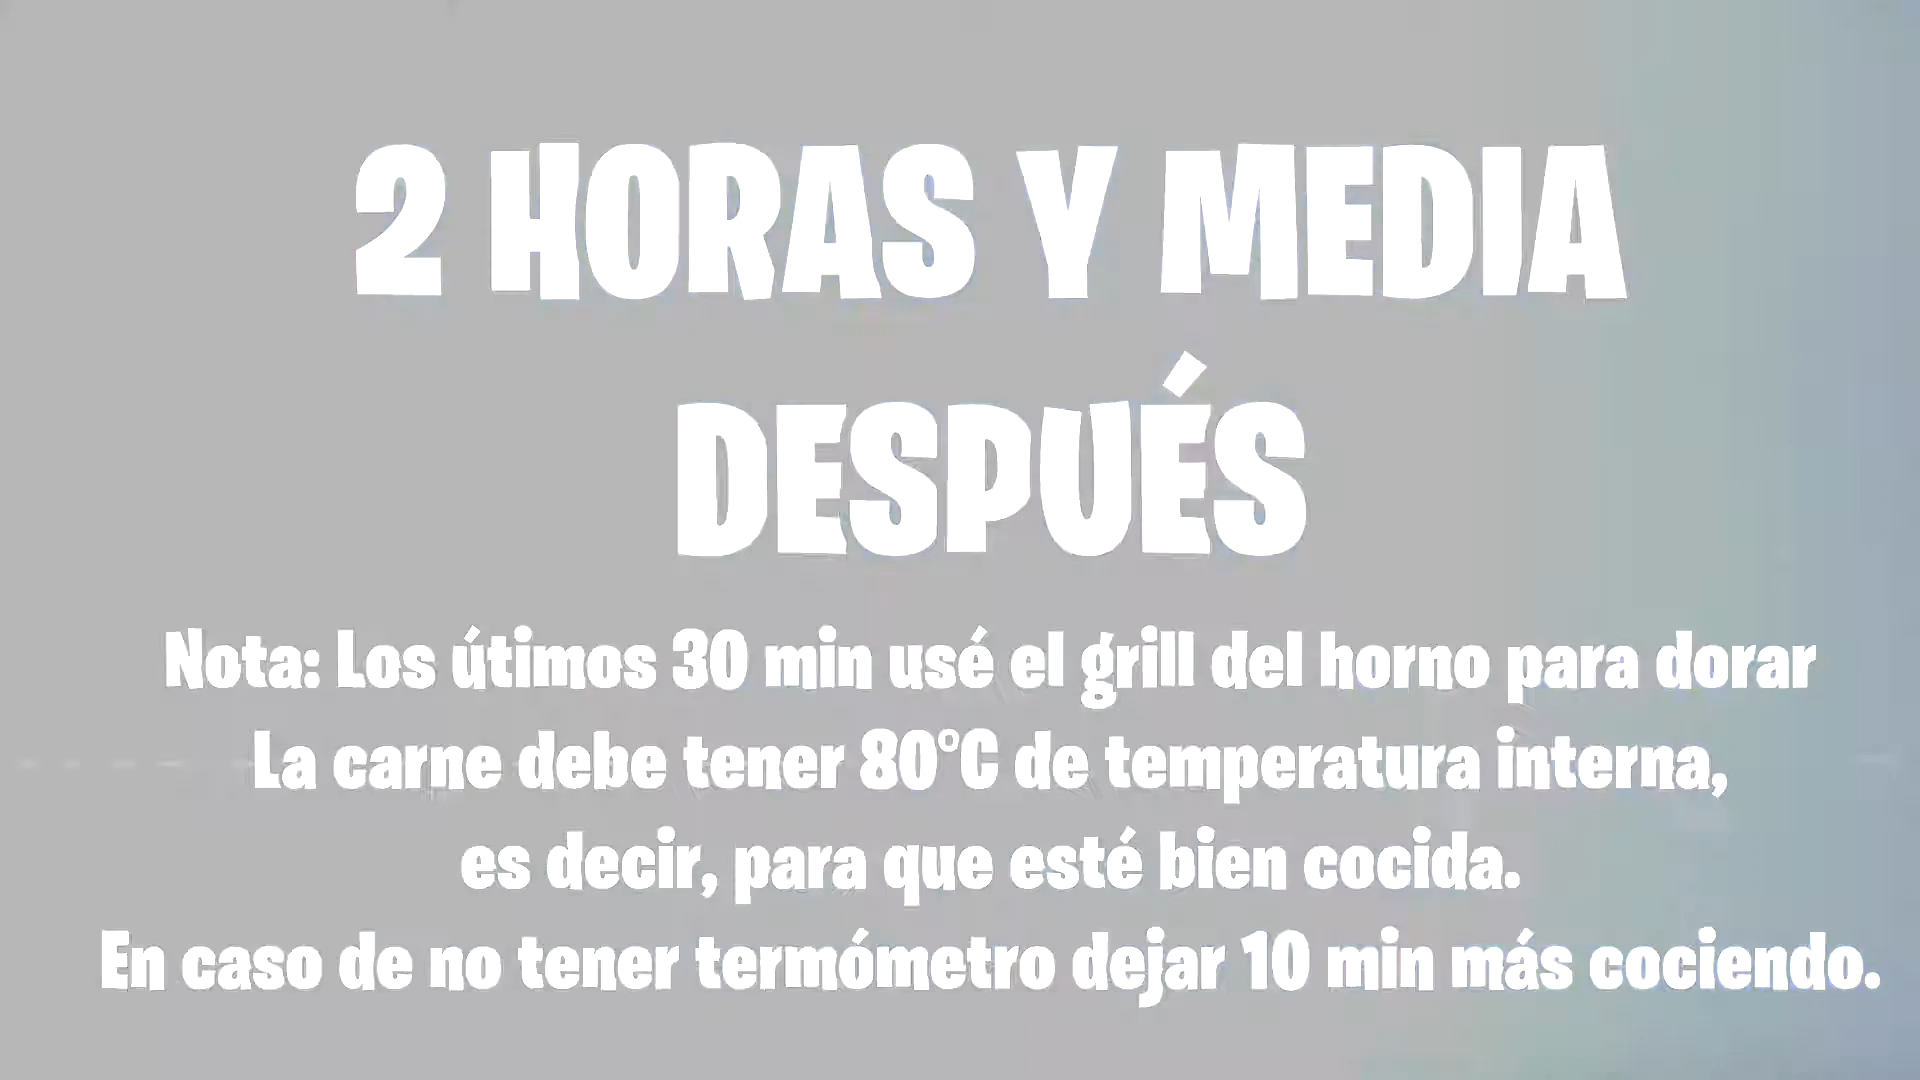 2 HORAS Y MEDIA
DESPUÉS
Nota: Los útimos 30 min usé el grill del horno para dorar
La carne debe tener 80°C de temperatura interna,
es decir, para que esté bien cocida.
En caso de no tener termómetro dejar 10 min más cociendo.